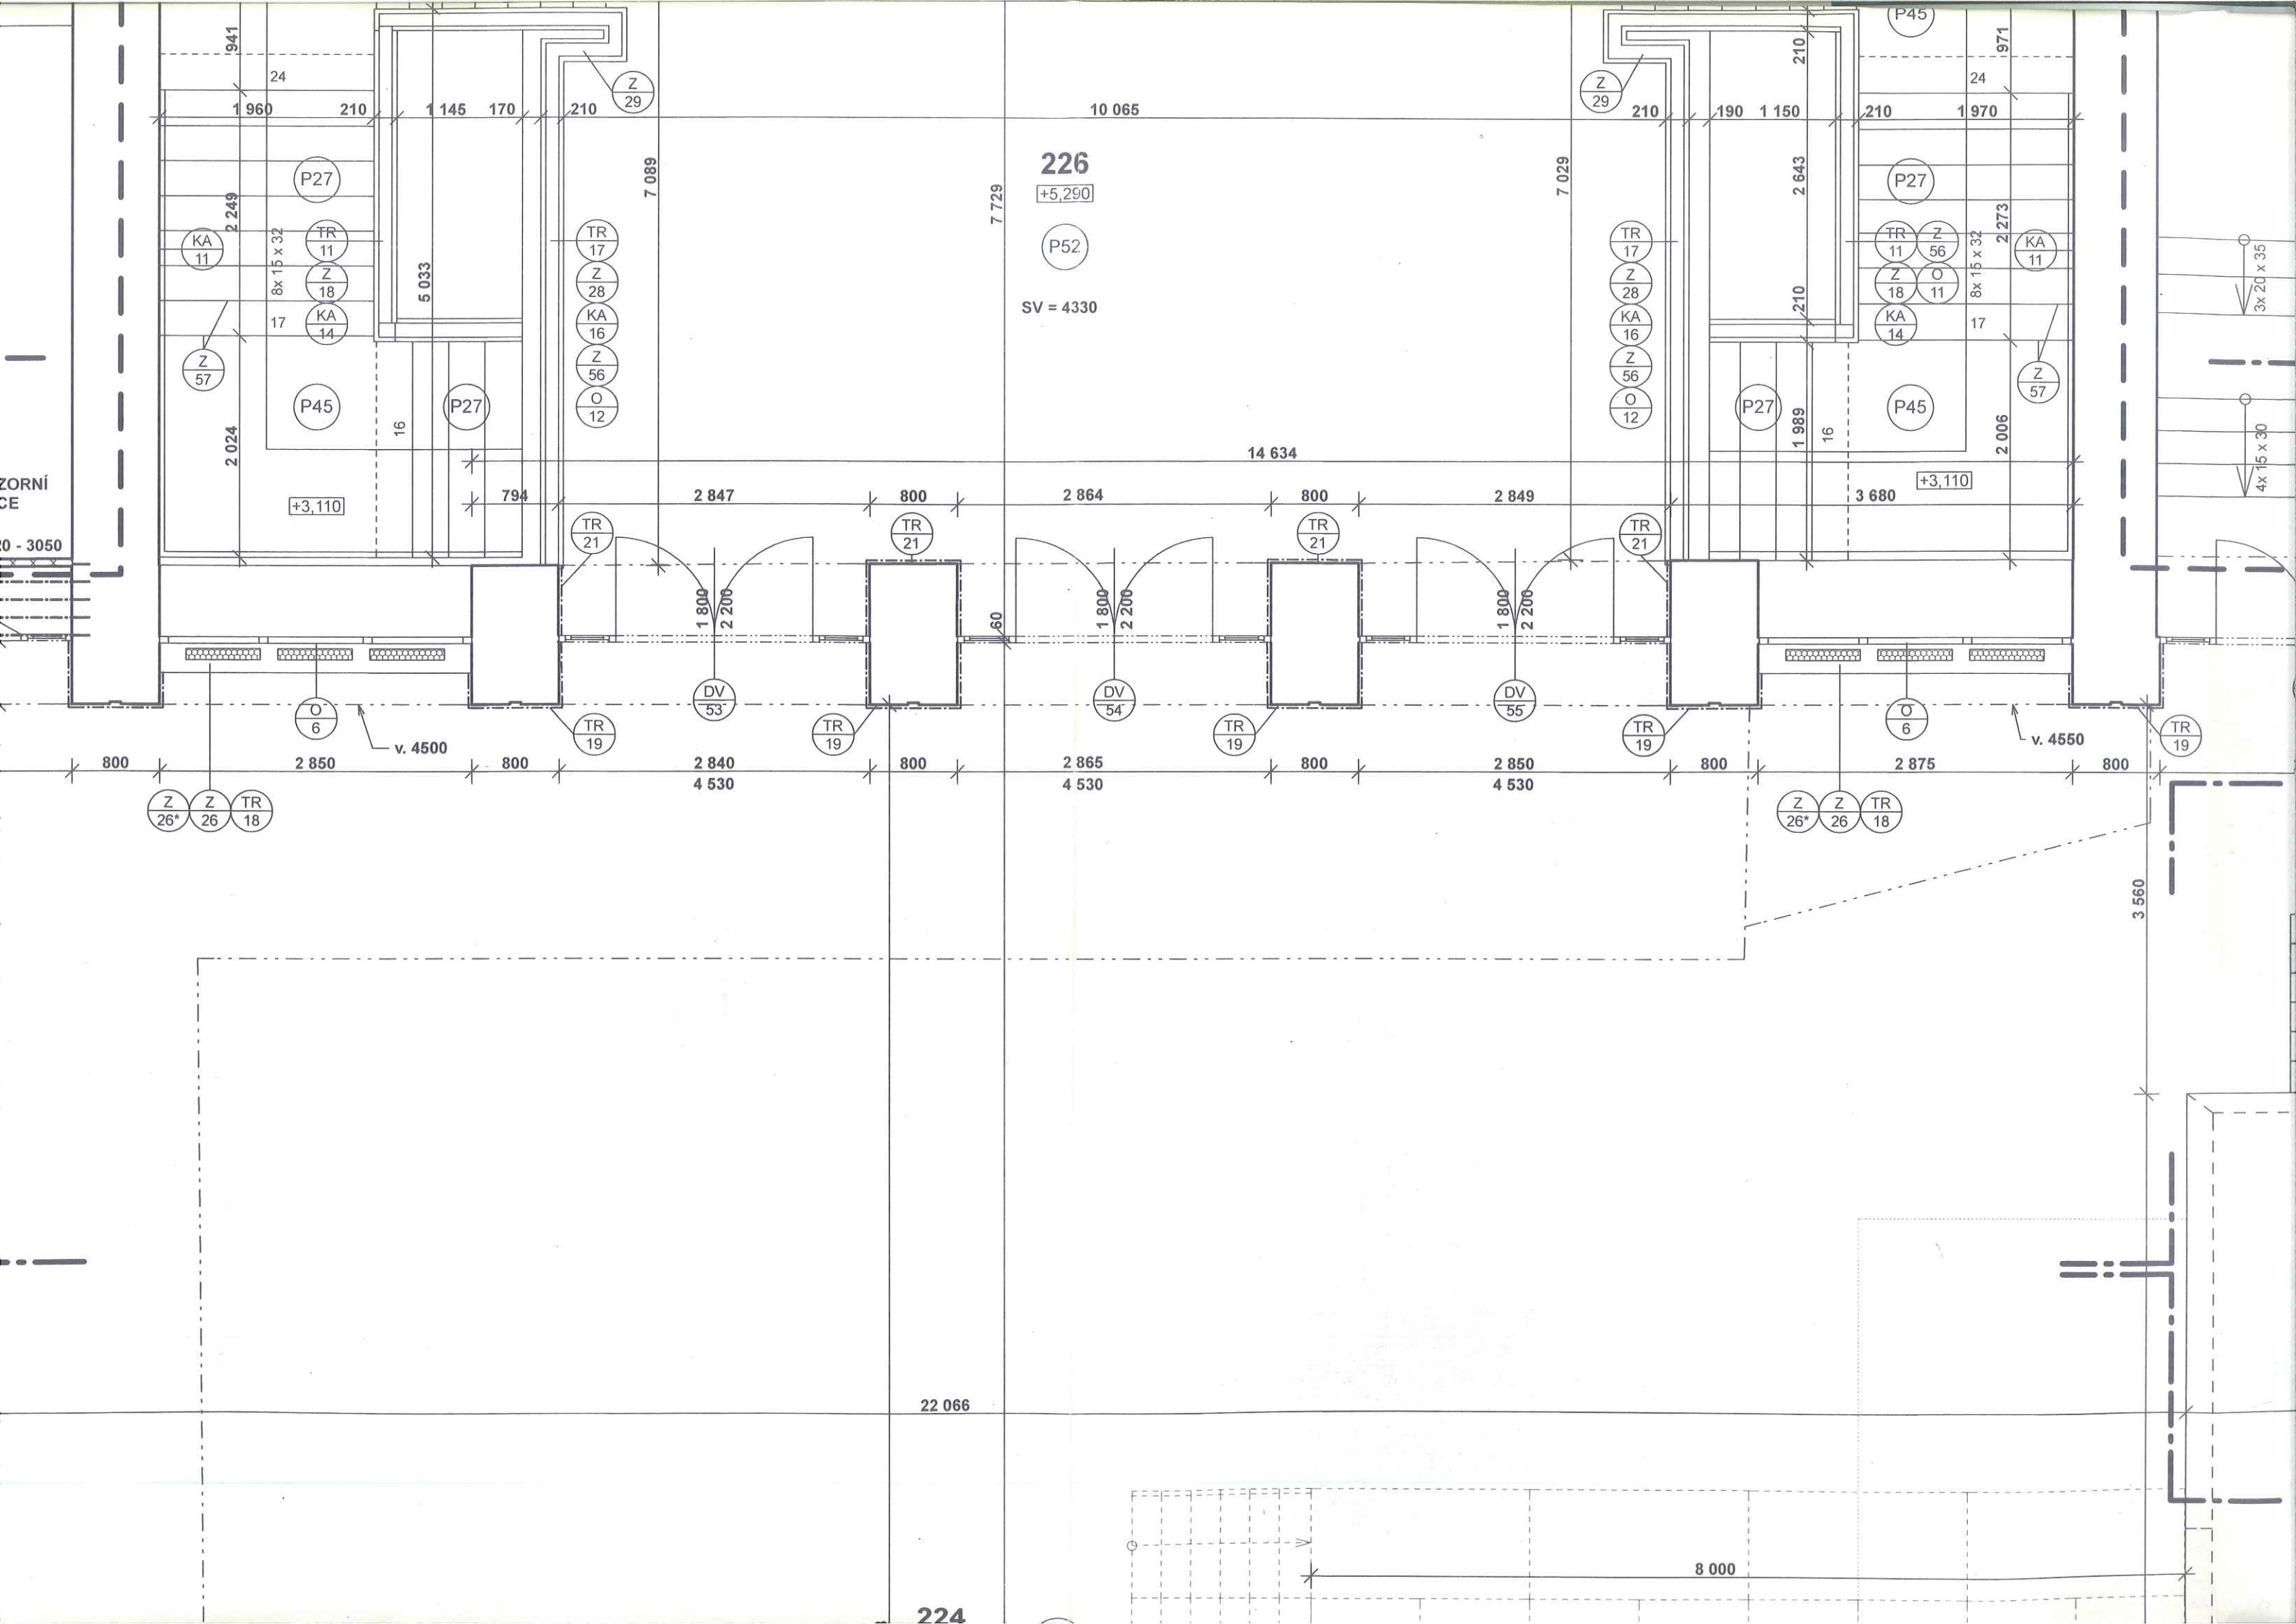 941
24
Z
29
1 960
210
1 145
170
210
10 065
Z
29
210
190
1 150
210
1 970
210
P45
971
24
P27
2 249
7 089
7 729
226
+5,290
P52
SV = 4330
7 029
2 643
P27
2 273
KA
11
8x 15 x 32
TR
11
Z
18
KA
14
17
5 033
TR
17
Z
28
KA
16
Z
56
O
12
TR
17
Z
28
KA
16
Z
56
O
12
210
TR
11
Z
56
Z
18
O
11
KA
14
8x 15 x 32
17
KA
11
3x 20 x 35
Z
57
P45
16
P27
2 024
P27
1 989
16
P45
Z
57
2 006
4x 15 x 30
14 634
ZORNÍ
CE
+3,110
794
2 847
800
2 864
800
2 849
3 680
+3,110
TR
21
TR
21
TR
21
TR
21
0 - 3050
1 800
2 200
60
1 800
2 200
1 800
2 200
O
6
v. 4500
TR
19
DV
53
TR
19
DV
54
TR
19
DV
55
TR
19
O
6
v. 4550
TR
19
800
2 850
800
2 840
800
2 865
800
2 850
800
2 875
800
4 530
4 530
4 530
Z
26*
Z
26
TR
18
Z
26*
Z
26
TR
18
3 560
22 066
8 000
224